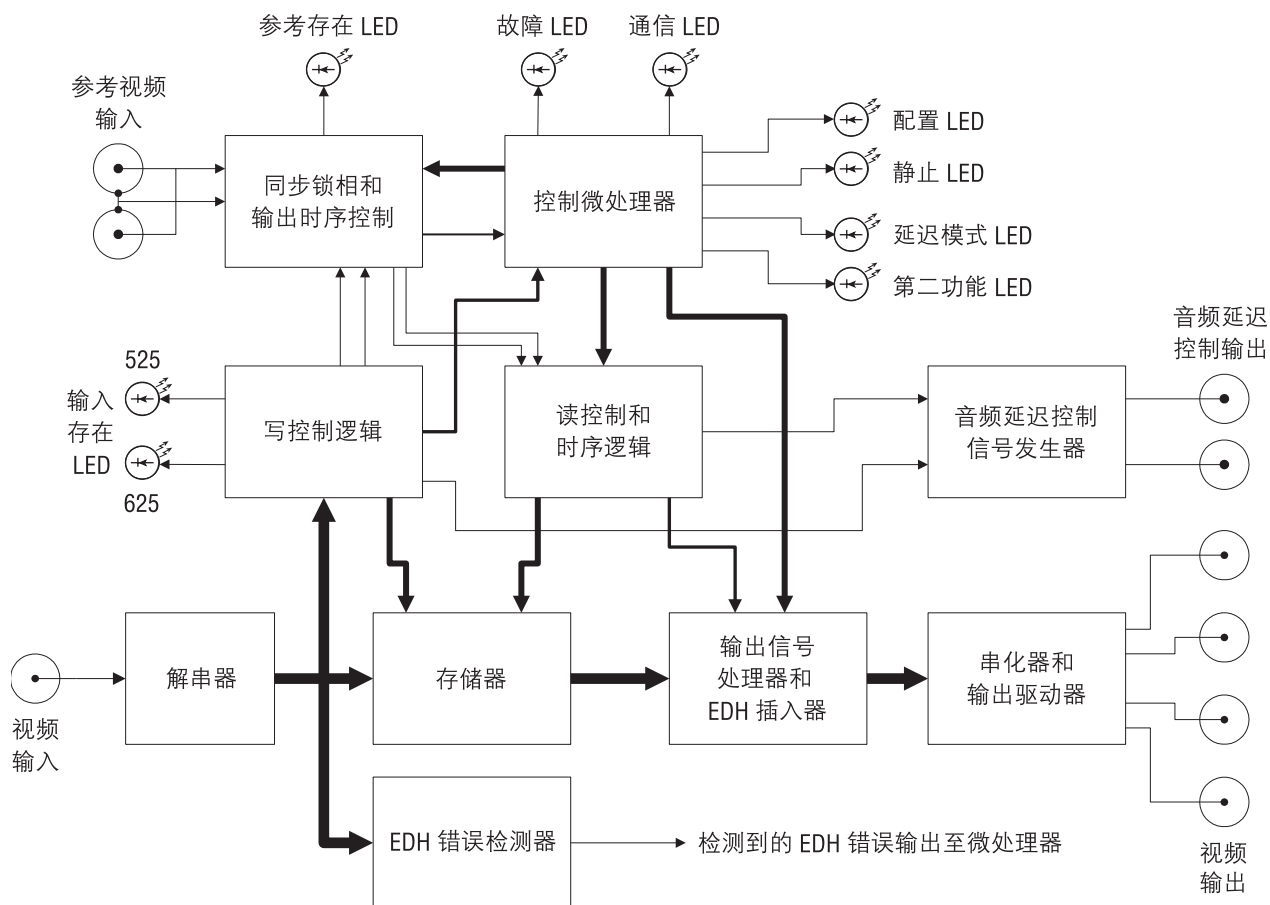 参考存在 LED
故障 LED
通信 LED
参考视频
输入
配置 LED
静止 LED
延迟模式 LED
第二功能 LED
同步锁相和
输出时序控制
控制微处理器
音频延迟
控制输出
525
输入
存在
LED
625
写控制逻辑
读控制和
时序逻辑
音频延迟控制
信号发生器
解串器
存储器
输出信号
处理器和
EDH 插入器
串化器和
输出驱动器
视频
输入
EDH 错误检测器
检测到的 EDH 错误输出至微处理器
视频
输出